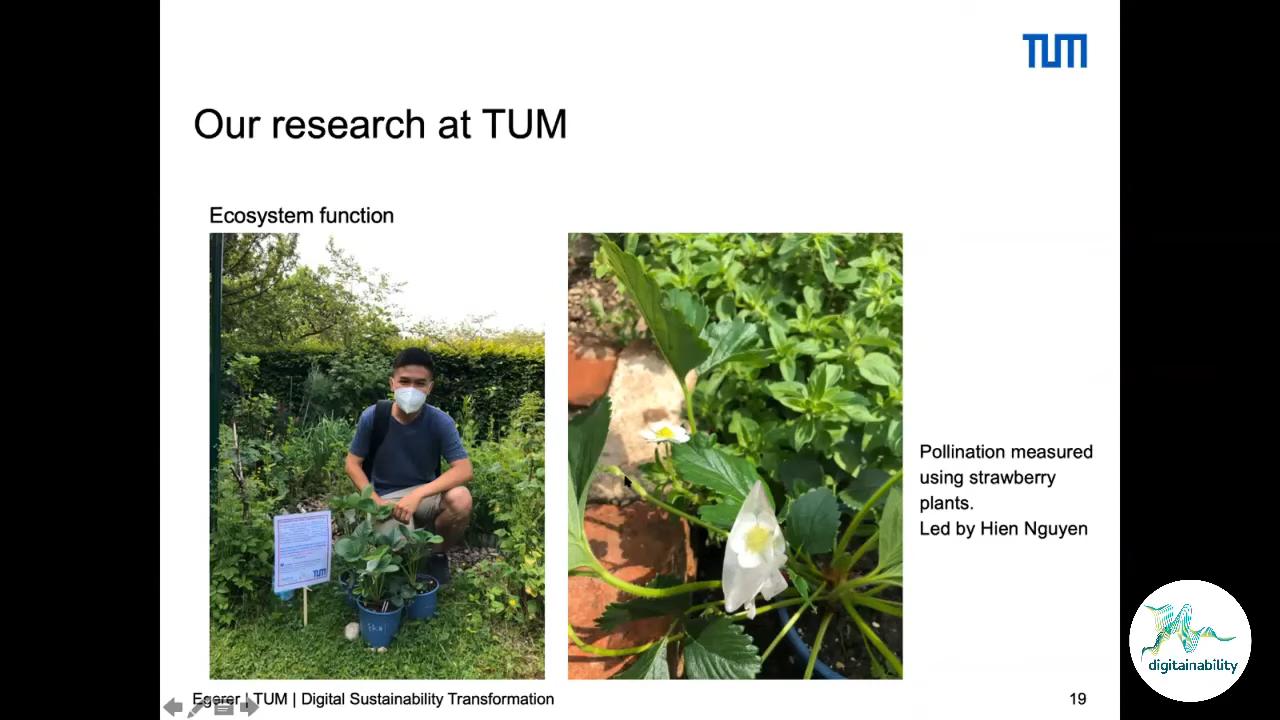 TUM
Our research at TUM
Ecosystem function
Pollination measured
using strawberry
plants.
Led by Hien Nguyen
TUM
Egerer | TUM | Digital Sustainability Transformation
19
digitainability